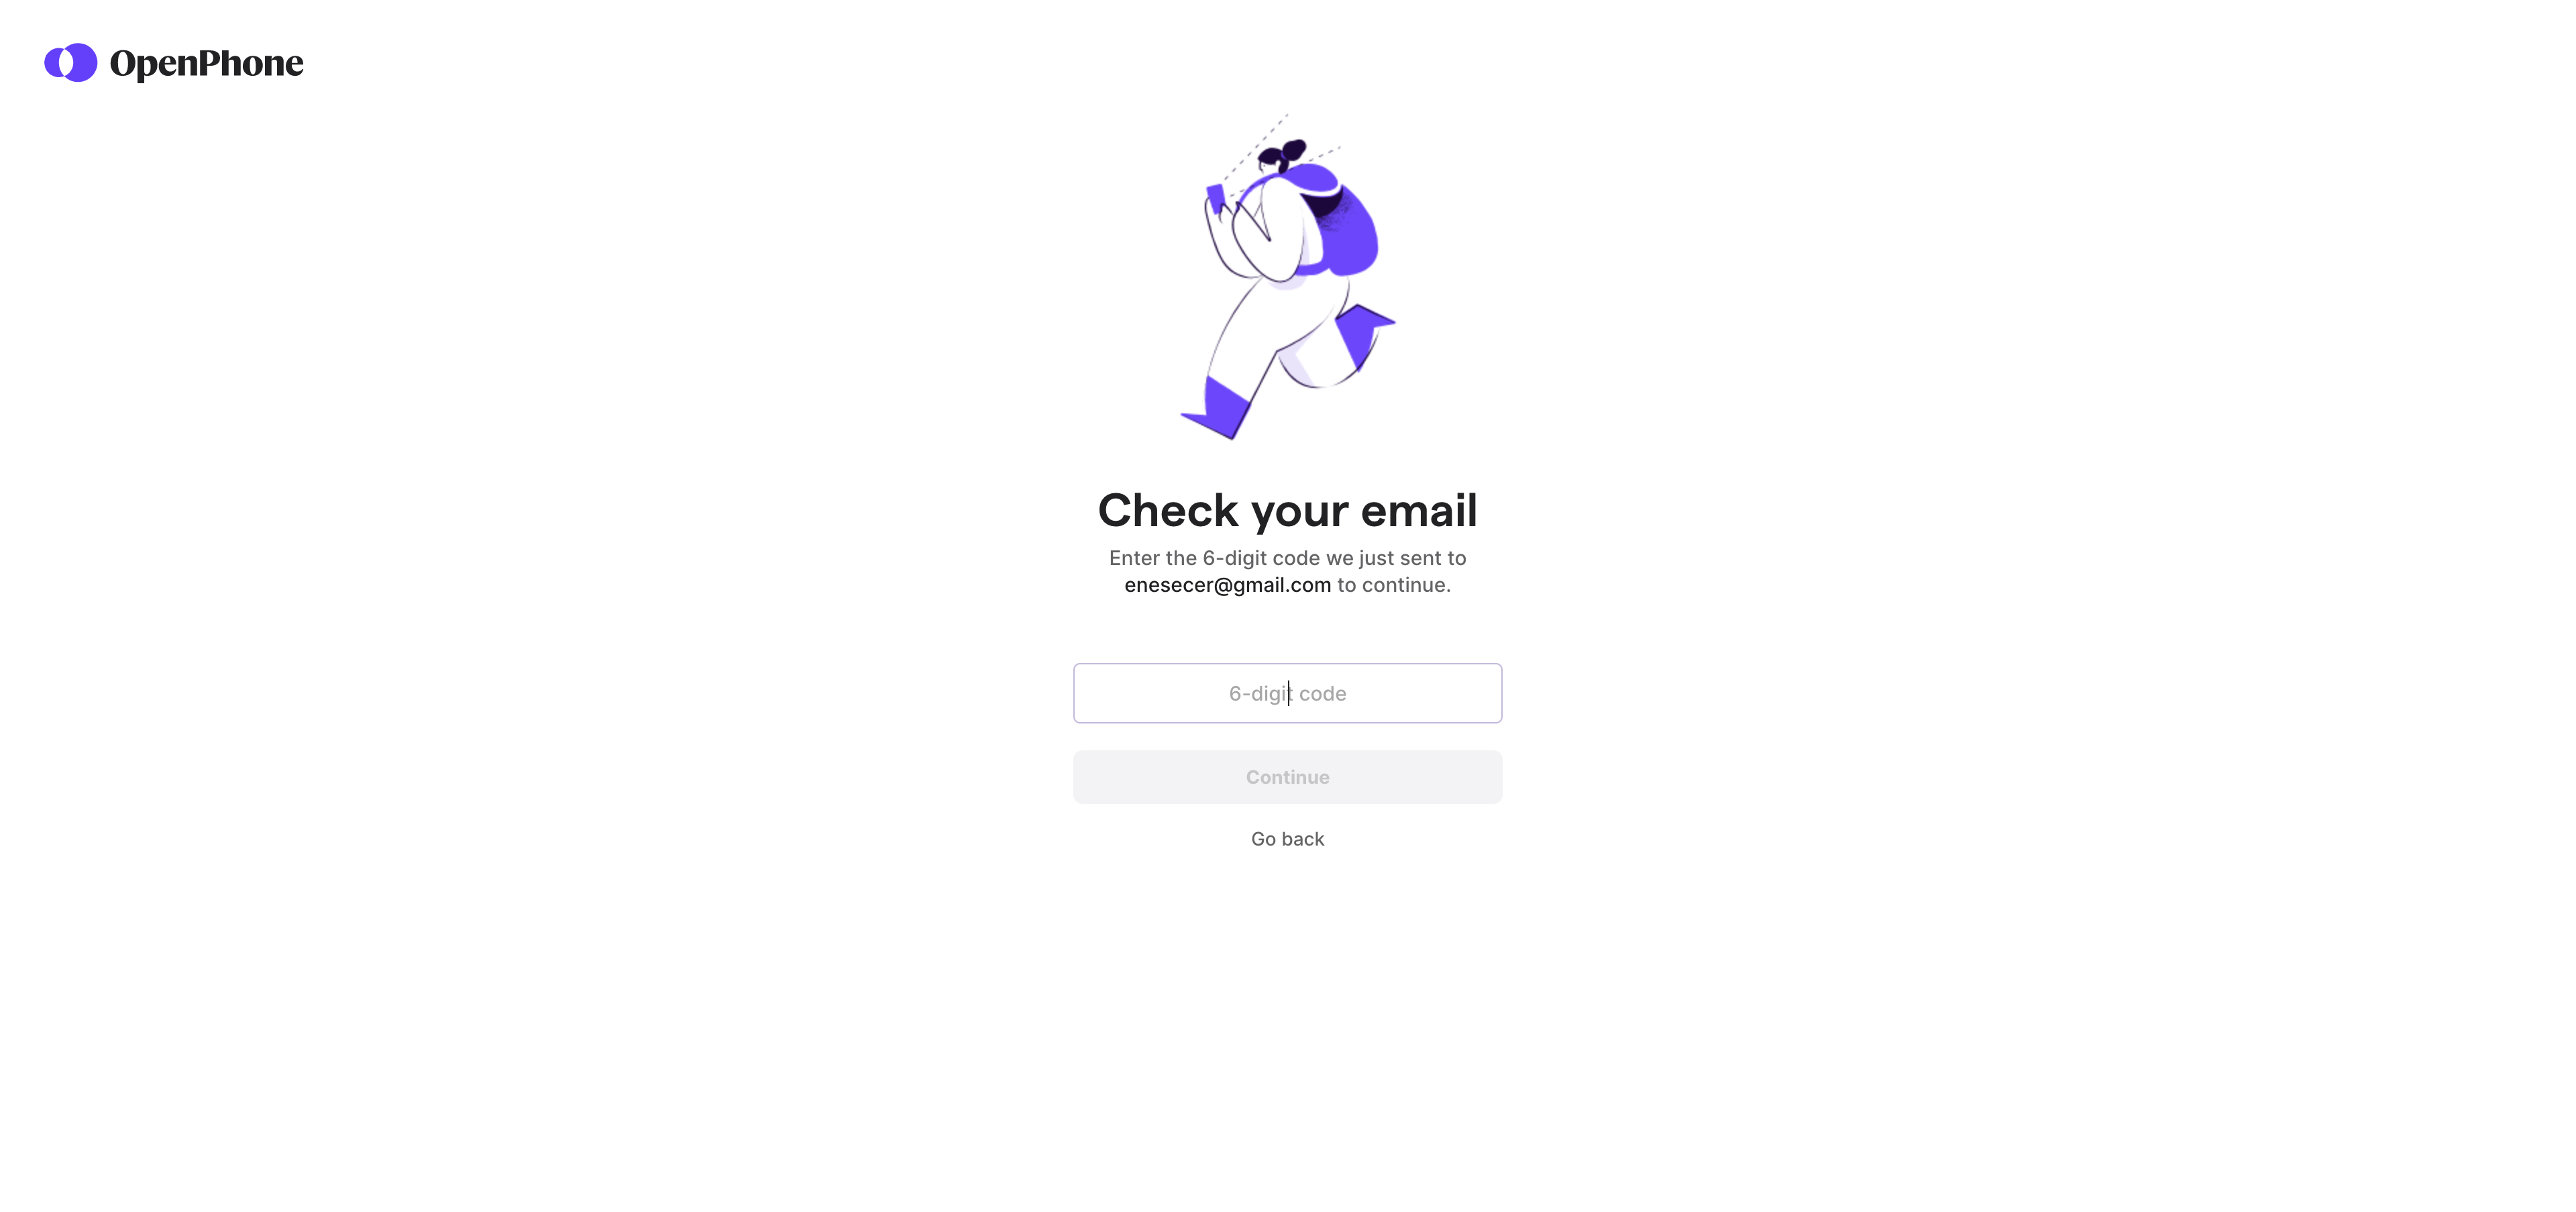 OpenPhone
Check your email
Enter the 6-digit code we just sent to
enesecer@gmail.com to continue.
6-digit code
Continue
Go back